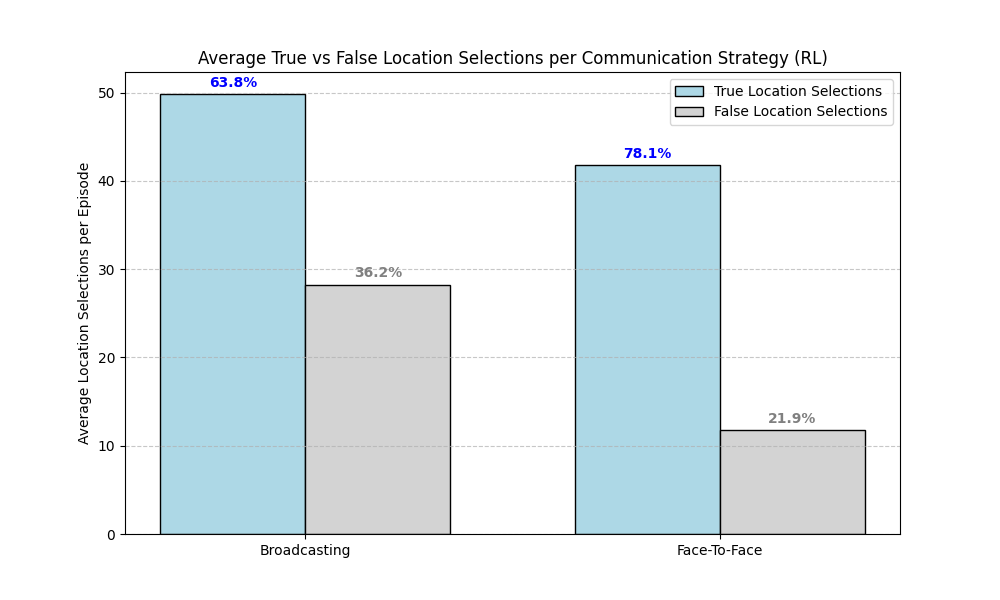 Average True vs False Location Selections per Communication Strategy (RL)
63.8%
36.2%
78.1%
21.9%
True Location Selections
False Location Selections
Average Location Selections per Episode
50
40
30
20
10
0
Broadcasting
Face-To-Face